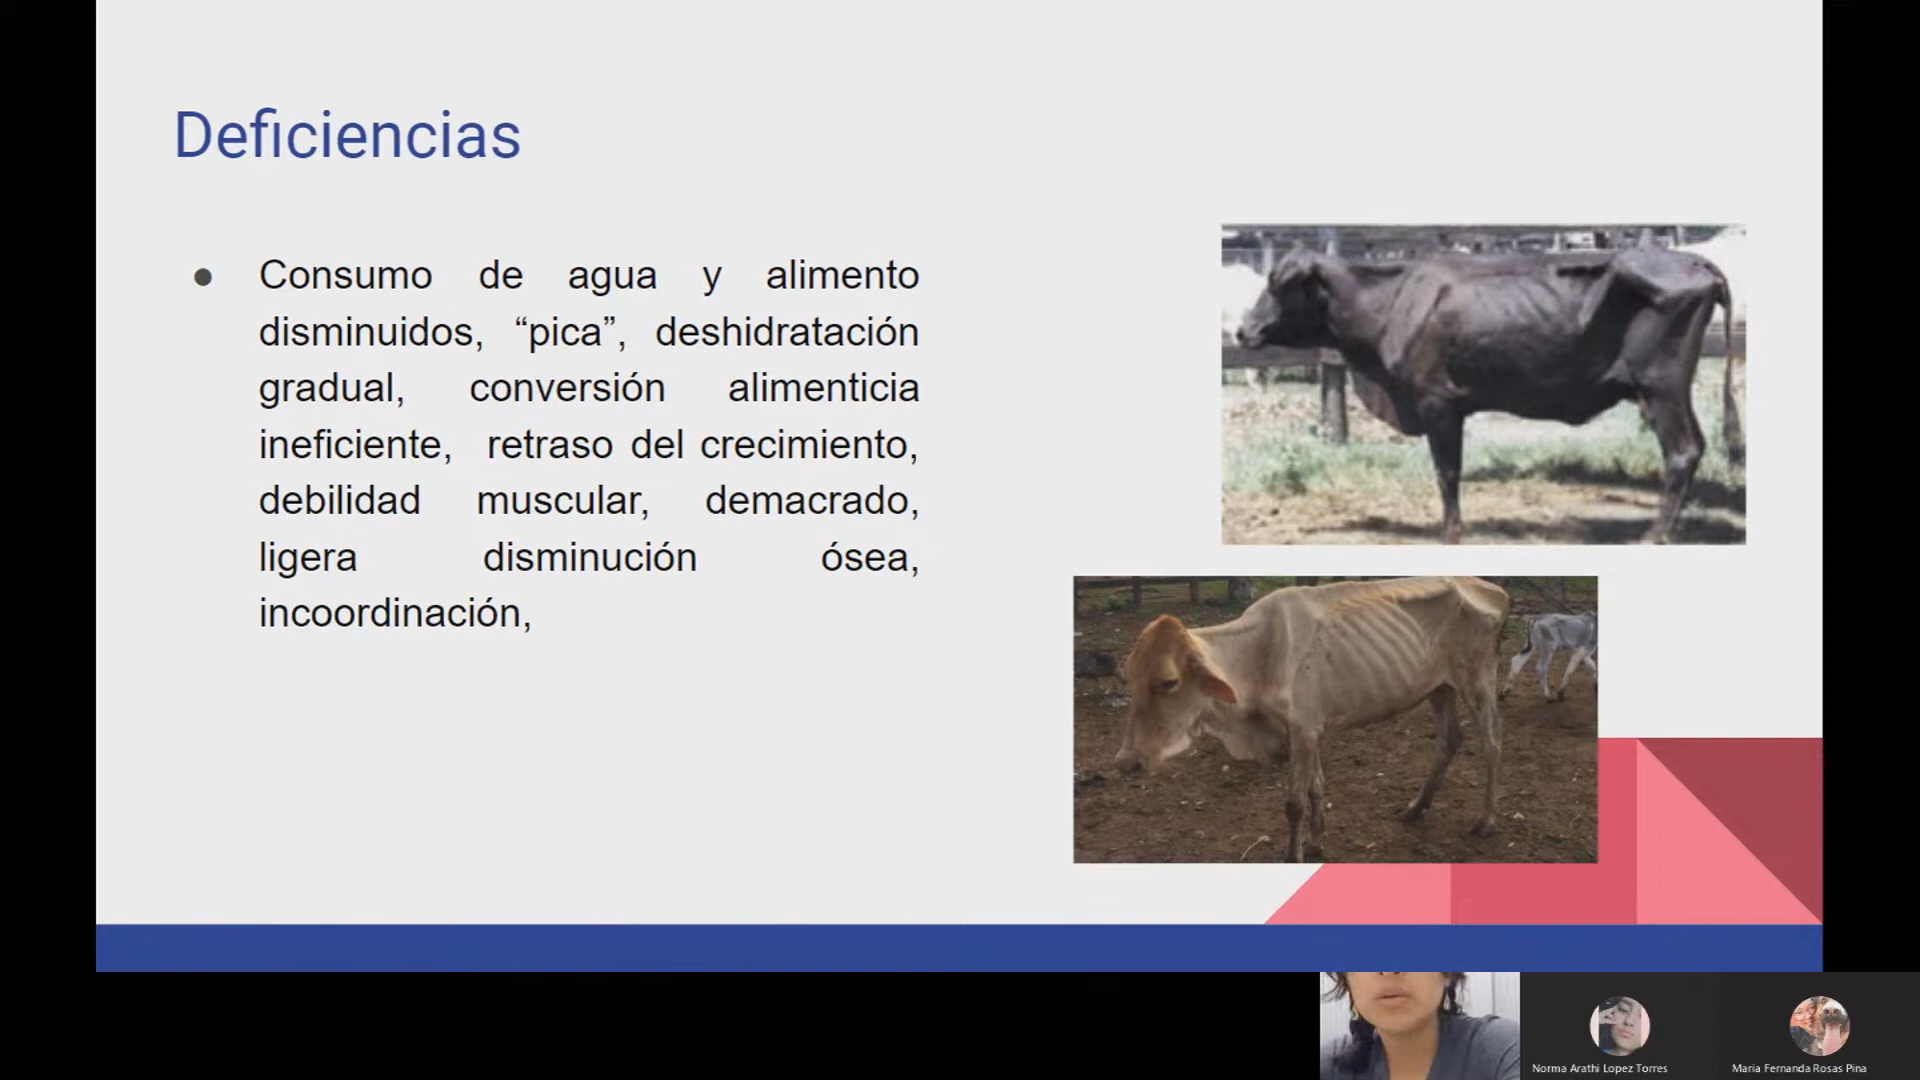 Deficiencias
● Consumo de agua y alimento
disminuidos, “pica”, deshidratación
gradual, conversión alimenticia
ineficiente, retraso del crecimiento,
debilidad muscular, demacrado,
ligera disminución ósea,
incoordinación,
Norma Arathi Lopez Torres
Maria Fernanda Rosas Pina